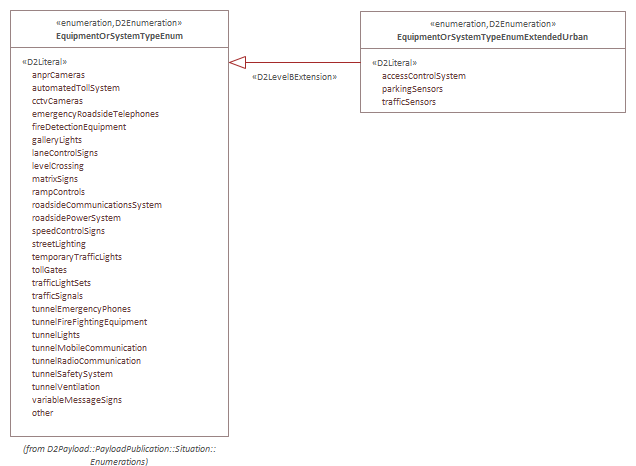 «enumeration,D2Enumeration»
EquipmentOrSystemTypeEnum
«D2Literal»
anprCameras
automatedTollSystem
cctvCameras
emergencyRoadsideTelephones
fireDetectionEquipment
galleryLights
laneControlSigns
levelCrossing
matrixSigns
rampControls
roadsideCommunicationsSystem
roadsidePowerSystem
speedControlSigns
streetLighting
temporaryTrafficLights
tollGates
trafficLightSets
trafficSignals
tunnelEmergencyPhones
tunnelFireFightingEquipment
tunnelLights
tunnelMobileCommunication
tunnelRadioCommunication
tunnelSafetySystem
tunnelVentilation
variableMessageSigns
other
(from D2Payload::PayloadPublication::Situation::
Enumerations)
«D2LevelBExtension»
«enumeration,D2Enumeration»
EquipmentOrSystemTypeEnumExtendedUrban
«D2Literal»
accessControlSystem
parkingSensors
trafficSensors